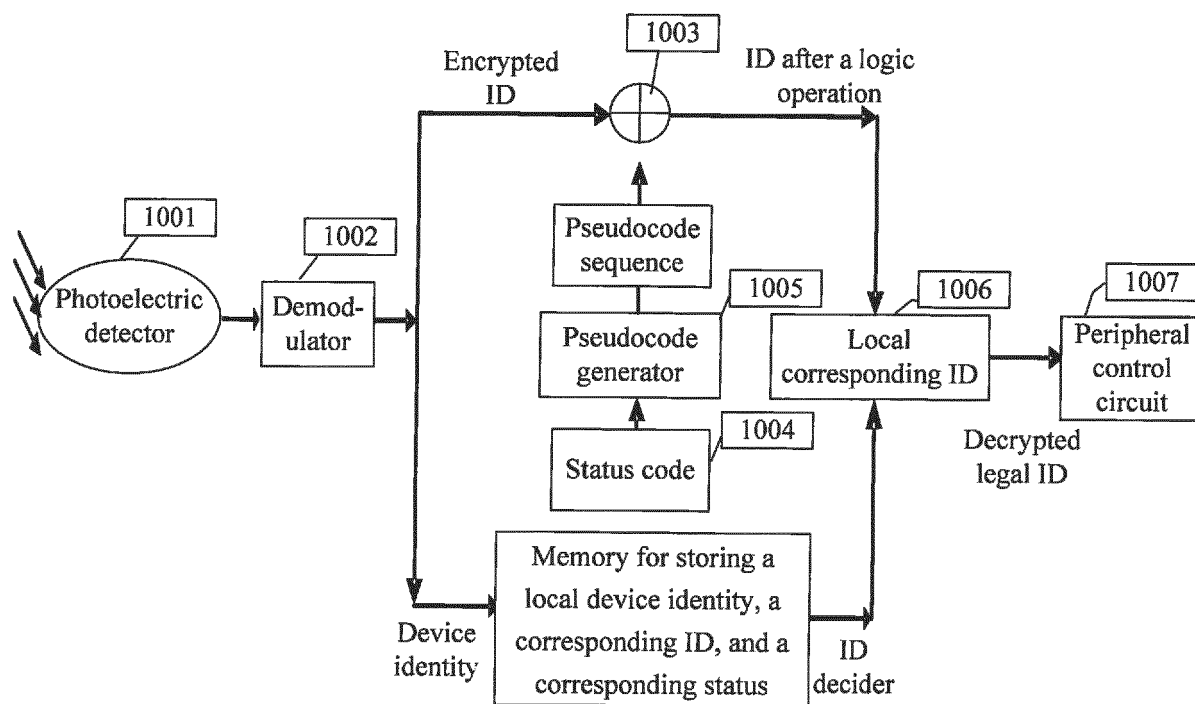 1003
Encrypted
ID
ID after a logic
operation
1001
1002
Pseudocode
sequence
Photoelectric
detector
Demod-
ulator
1005
1006
1007
Pseudocode
generator
Local
corresponding ID
Peripheral
control
circuit
1004
Status code
Decrypted
legal ID
Memory for storing a
local device identity, a
corresponding ID, and a
corresponding status
Device
identity
ID
decider